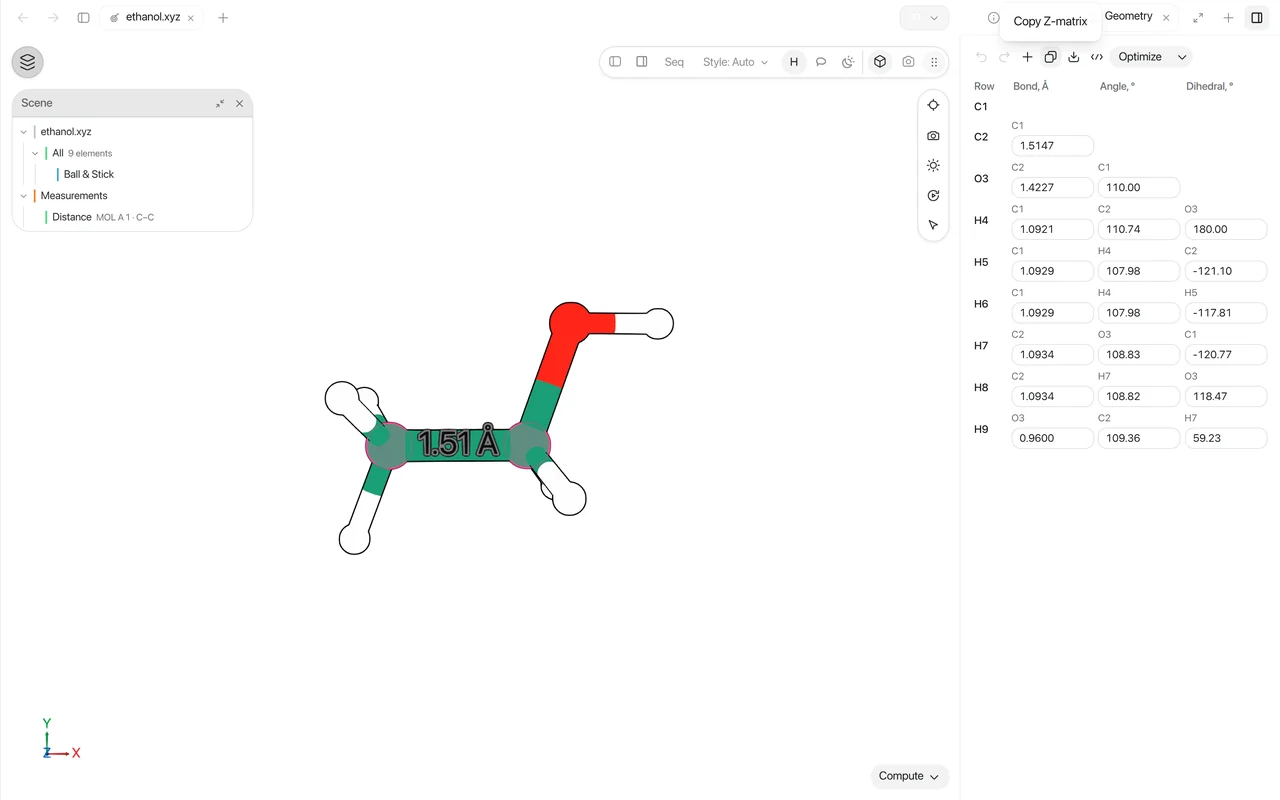 ethanol.xyz
Copy Z-matrix
Geometry
Seq
Style: Auto
H
Optimize
Scene
ethanol.xyz
All 9 elements
Ball & Stick
Measurements
Distance MOL A 1 · C–C
1.51 Å
Y
Z
X
Compute
Row Bond, Å Angle, ° Dihedral, °
C1
C1
C2 1.5147
C2 C1
O3 1.4227 110.00
C1 C2 O3
H4 1.0921 110.74 180.00
C1 H4 C2
H5 1.0929 107.98 -121.10
C1 H4 H5
H6 1.0929 107.98 -117.81
C2 O3 C1
H7 1.0934 108.83 -120.77
C2 H7 O3
H8 1.0934 108.82 118.47
O3 C2 H7
H9 0.9600 109.36 59.23